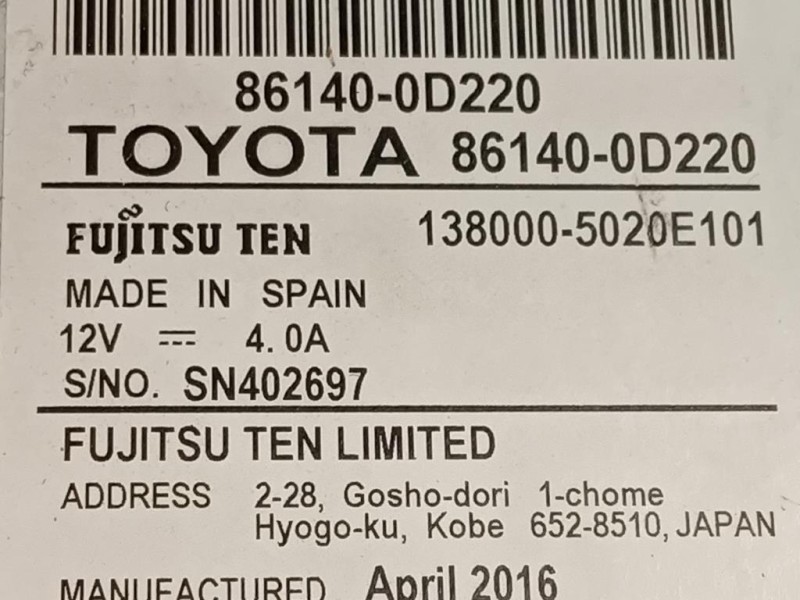 86140-0D220
TOYOTA 86140-0D220
FUJITSU TEN 138000-5020E101
MADE IN SPAIN
12V ⎓ 4.0A
S/NO. SN402697
FUJITSU TEN LIMITED
ADDRESS 2-28, Gosho-dori 1-chome
Hyogo-ku, Kobe 652-8510, JAPAN
MANUFACTURED April 2016